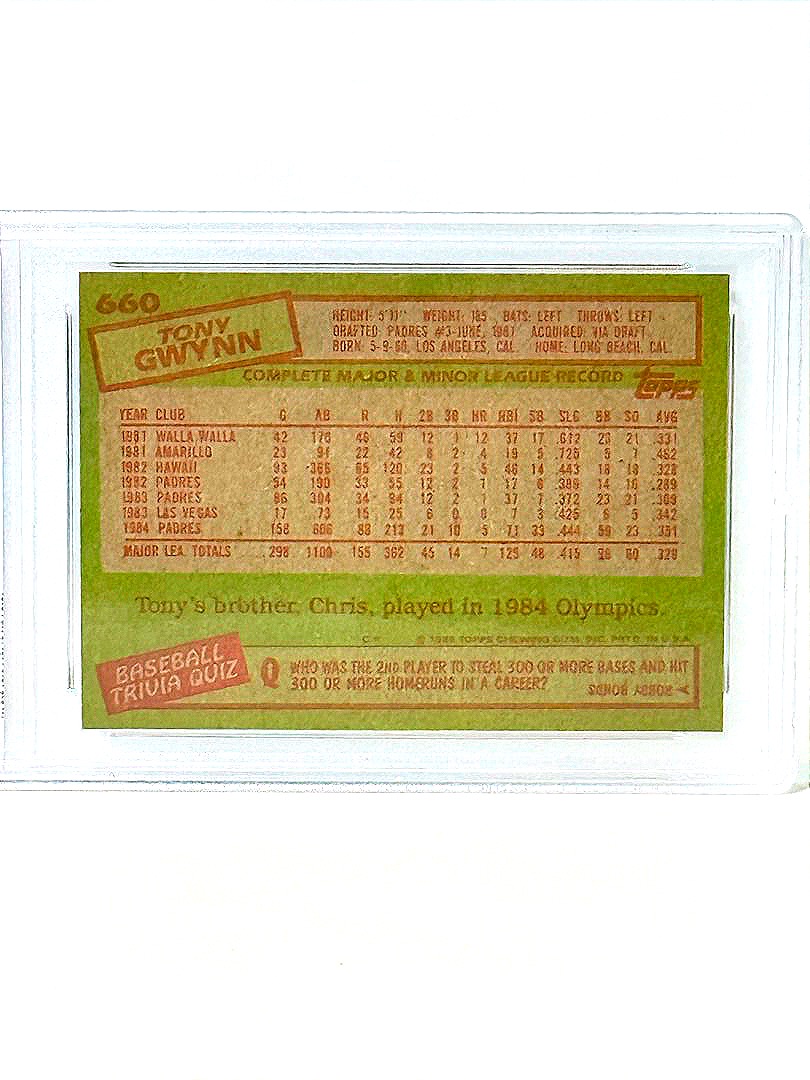 660
TONY
GWYNN
HEIGHT: 5'11" WEIGHT: 185 BATS: LEFT THROWS: LEFT
DRAFTED: PADRES #3-JUNE, 1981 ACQUIRED: VIA DRAFT
BORN: 5-9-60, LOS ANGELES, CAL. HOME: LONG BEACH, CAL.
COMPLETE MAJOR & MINOR LEAGUE RECORD
topps
YEAR CLUB G AB R H 2B 3B HR RBI SB SLG BB SO AVG
1981 WALLA WALLA 42 178 46 59 12 1 12 37 17 .612 23 21 .331
1981 AMARILLO 23 91 22 42 8 2 4 19 5 .725 5 7 .462
1982 HAWAII 93 366 65 120 23 2 5 46 14 .443 18 18 .328
1982 PADRES 54 190 33 55 12 2 1 17 8 .389 14 16 .289
1983 PADRES 86 304 34 94 12 2 1 37 7 .372 23 21 .309
1983 LAS VEGAS 17 73 15 25 6 0 0 7 3 .425 6 5 .342
1984 PADRES 158 606 88 213 21 10 5 71 33 .444 59 23 .351
MAJOR LEA. TOTALS 298 1100 155 362 45 14 7 125 48 .415 96 60 .329
Tony's brother, Chris, played in 1984 Olympics.
TOPPS CHEWING GUM, INC. PRTD. IN U.S.A.
BASEBALL
TRIVIA QUIZ
Q WHO WAS THE 2ND PLAYER TO STEAL 300 OR MORE BASES AND HIT
300 OR MORE HOMERUNS IN A CAREER?
A-BOBBY BONDS